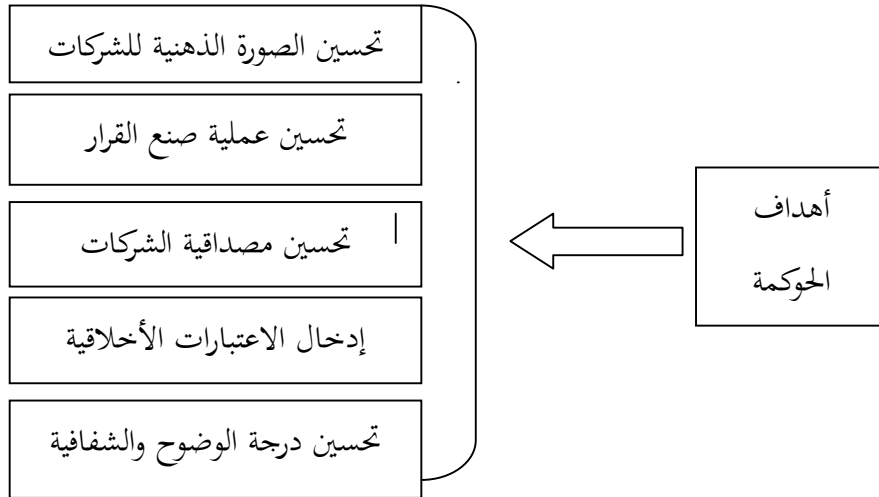 أهداف
الحوكمة
تحسين الصورة الذهنية للشركات
تحسين عملية صنع القرار
تحسين مصداقية الشركات
إدخال الاعتبارات الأخلاقية
تحسين درجة الوضوح والشفافية